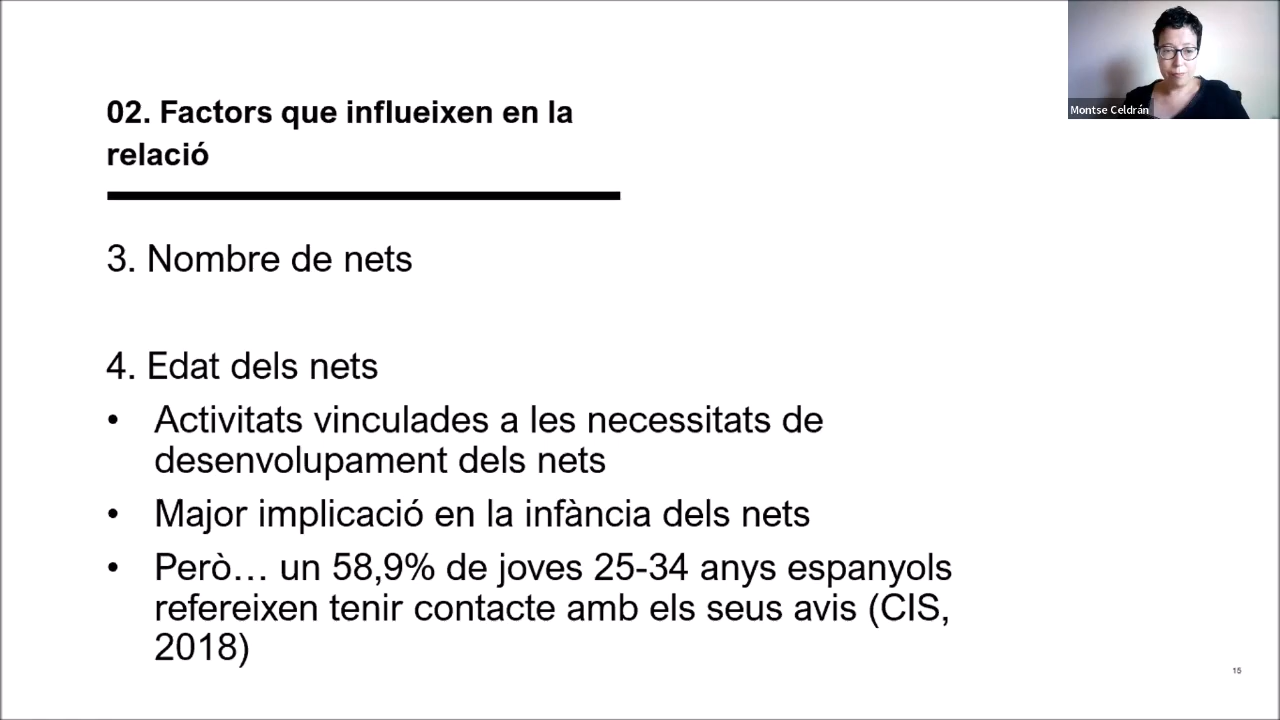 02. Factors que influeixen en la
relació
3. Nombre de nets
4. Edat dels nets
• Activitats vinculades a les necessitats de
desenvolupament dels nets
• Major implicació en la infància dels nets
• Però… un 58,9% de joves 25-34 anys espanyols
refereixen tenir contacte amb els seus avis (CIS,
2018)
Montse Celdrán
15